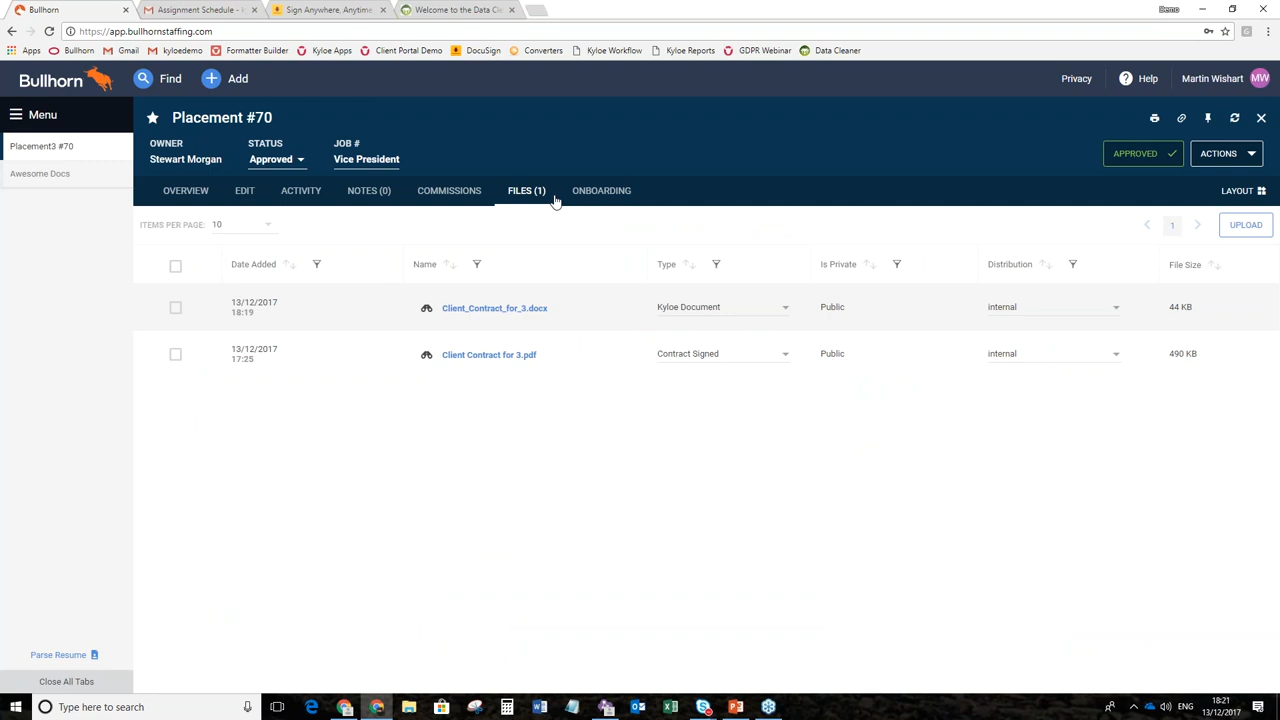 Bullhorn
Assignment Schedule -
Sign Anywhere, Anytime
Welcome to the Data Cle
Demo
https://app.bullhornstaffing.com
Apps
Bullhorn
Gmail
kyloedemo
Formatter Builder
Kyloe Apps
Client Portal Demo
DocuSign
Converters
Kyloe Workflow
Kyloe Reports
GDPR Webinar
Data Cleaner
Bullhorn
Find
Add
Privacy
Help
Martin Wishart
MW
Menu
Placement3 #70
Awesome Docs
Placement #70
OWNER
STATUS
JOB #
Stewart Morgan
Approved
Vice President
APPROVED
ACTIONS
OVERVIEW
EDIT
ACTIVITY
NOTES (0)
COMMISSIONS
FILES (1)
ONBOARDING
LAYOUT
ITEMS PER PAGE:
10
1
UPLOAD
Date Added
Name
Type
Is Private
Distribution
File Size
13/12/2017
18:19
Client_Contract_for_3.docx
Kyloe Document
Public
internal
44 KB
13/12/2017
17:25
Client Contract for 3.pdf
Contract Signed
Public
internal
490 KB
Parse Resume
Close All Tabs
Type here to search
ENG
18:21
13/12/2017